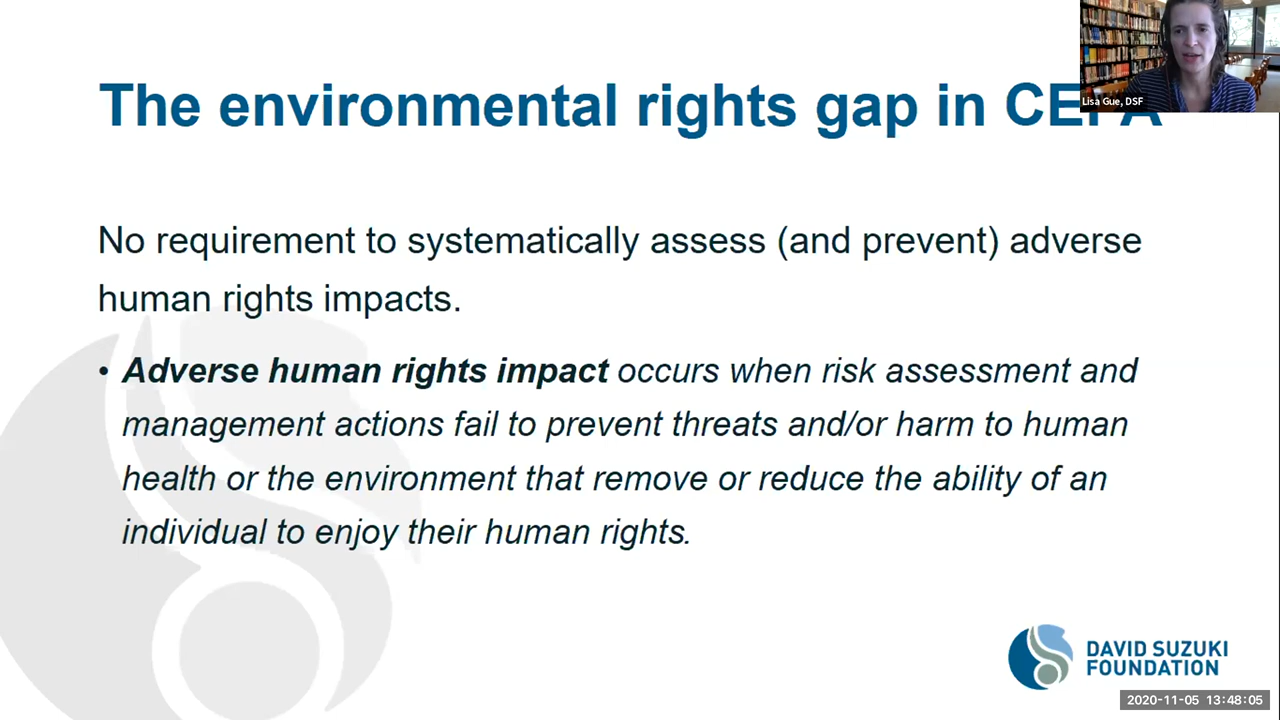 The environmental rights gap in CEPA
Lisa Gue, DSF
No requirement to systematically assess (and prevent) adverse
human rights impacts.
• Adverse human rights impact occurs when risk assessment and
management actions fail to prevent threats and/or harm to human
health or the environment that remove or reduce the ability of an
individual to enjoy their human rights.
DAVID SUZUKI
FOUNDATION
2020-11-05 13:48:05